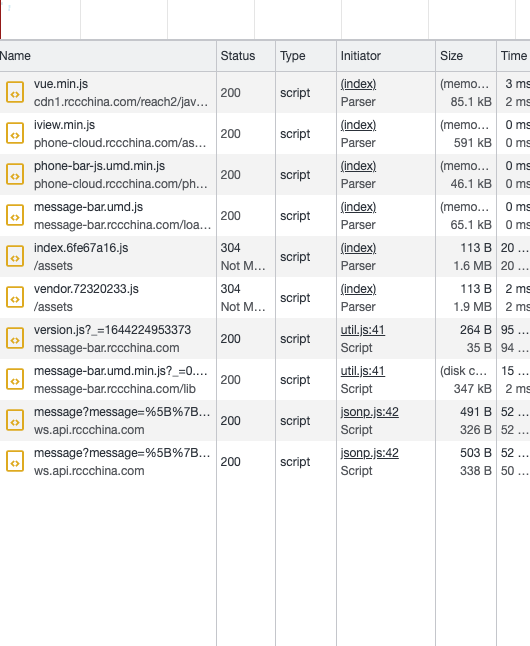 Name Status Type Initiator Size Time
vue.min.js 200 script (index) (memo... 3 ms
cdn1.rccchina.com/reach2/jav... Parser 85.1 kB 2 ms
iview.min.js 200 script (index) (memo... 0 ms
phone-cloud.rccchina.com/as... Parser 591 kB 0 ms
phone-bar-js.umd.min.js 200 script (index) (memo... 0 ms
phone-cloud.rccchina.com/ph... Parser 46.1 kB 0 ms
message-bar.umd.js 200 script (index) (memo... 0 ms
message-bar.rccchina.com/loa... Parser 65.1 kB 0 ms
index.6fe67a16.js 304 script (index) 113 B 20 ...
/assets Not M... Parser 1.6 MB 20 ...
vendor.72320233.js 304 script (index) 113 B 2 ms
/assets Not M... Parser 1.9 MB 2 ms
version.js?_=1644224953373 200 script util.js:41 264 B 95 ...
message-bar.rccchina.com Script 35 B 94 ...
message-bar.umd.min.js?_=0.... 200 script util.js:41 (disk c... 15 ...
message-bar.rccchina.com/lib Script 347 kB 2 ms
message?message=%5B%7B... 200 script jsonp.js:42 491 B 52 ...
ws.api.rccchina.com Script 326 B 52 ...
message?message=%5B%7B... 200 script jsonp.js:42 503 B 52 ...
ws.api.rccchina.com Script 338 B 50 ...